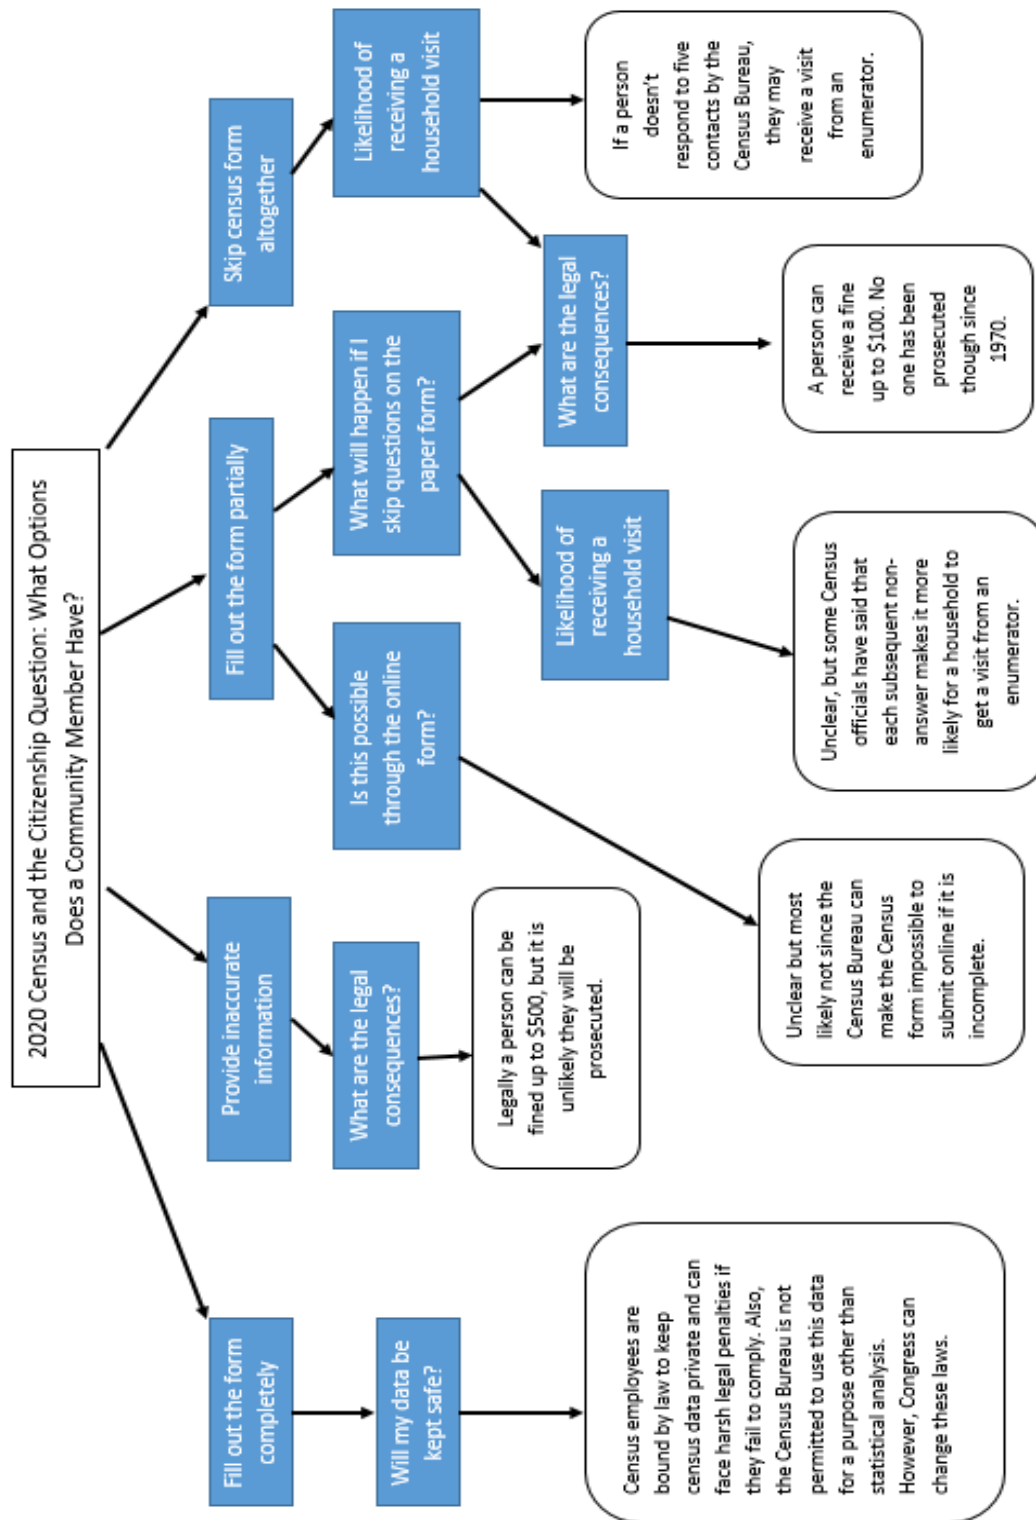 2020 Census and the Citizenship Question: What Options
Does a Community Member Have?
Fill out the form
completely
Will my data be
kept safe?
Census employees are
bound by law to keep
census data private and can
face harsh legal penalties if
they fail to comply. Also,
the Census Bureau is not
permitted to use this data
for a purpose other than
statistical analysis.
However, Congress can
change these laws.
Provide inaccurate
information
What are the legal
consequences?
Legally a person can be
fined up to $500, but it is
unlikely they will be
prosecuted.
Fill out the form partially
Is this possible
through the online
form?
Unclear but most
likely not since the
Census Bureau can
make the Census
form impossible to
submit online if it is
incomplete.
What will happen if I
skip questions on the
paper form?
Likelihood of
receiving a
household visit
Unclear, but some Census
officials have said that
each subsequent non-
answer makes it more
likely for a household to
get a visit from an
enumerator.
What are the legal
consequences?
A person can
receive a fine
up to $100. No
one has been
prosecuted
though since
1970.
Skip census form
altogether
Likelihood of
receiving a
household visit
If a person
doesn't
respond to five
contacts by the
Census Bureau,
they may
receive a visit
from an
enumerator.